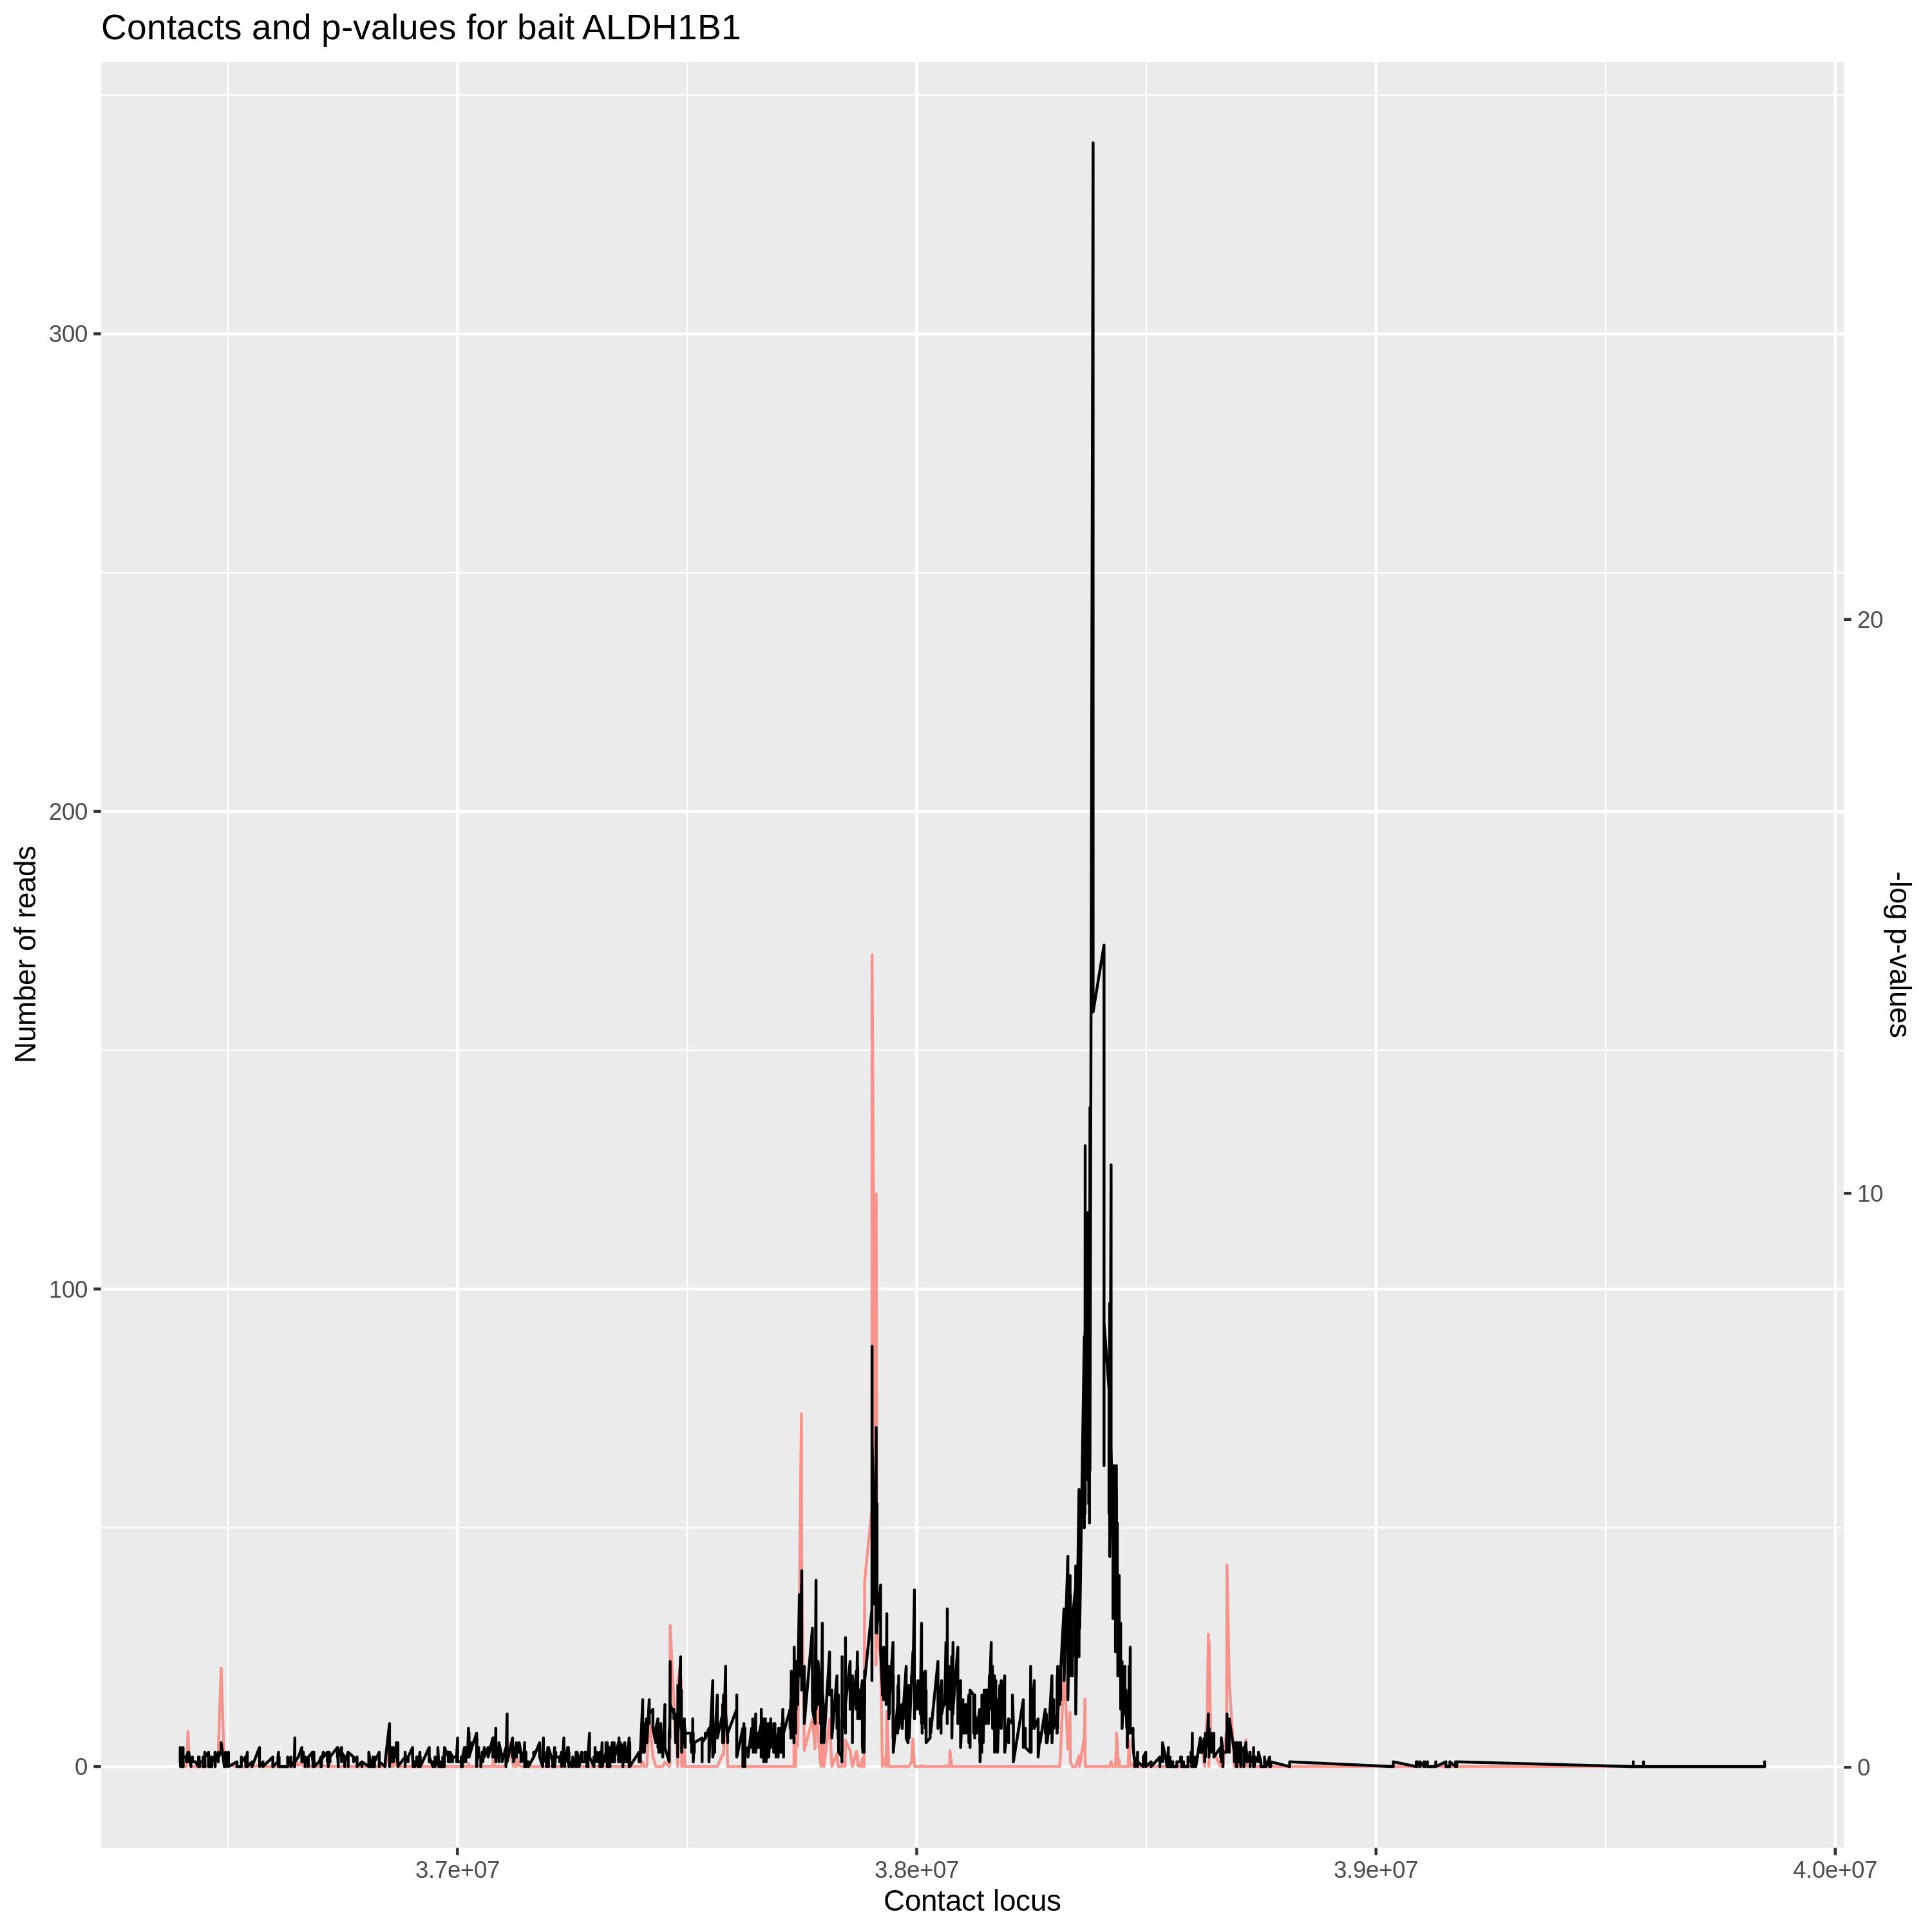 Contacts and p-values for bait ALDH1B1
300
200
100
0
Number of reads
20
10
0
-log p-values
3.7e+07
3.8e+07
3.9e+07
4.0e+07
Contact locus